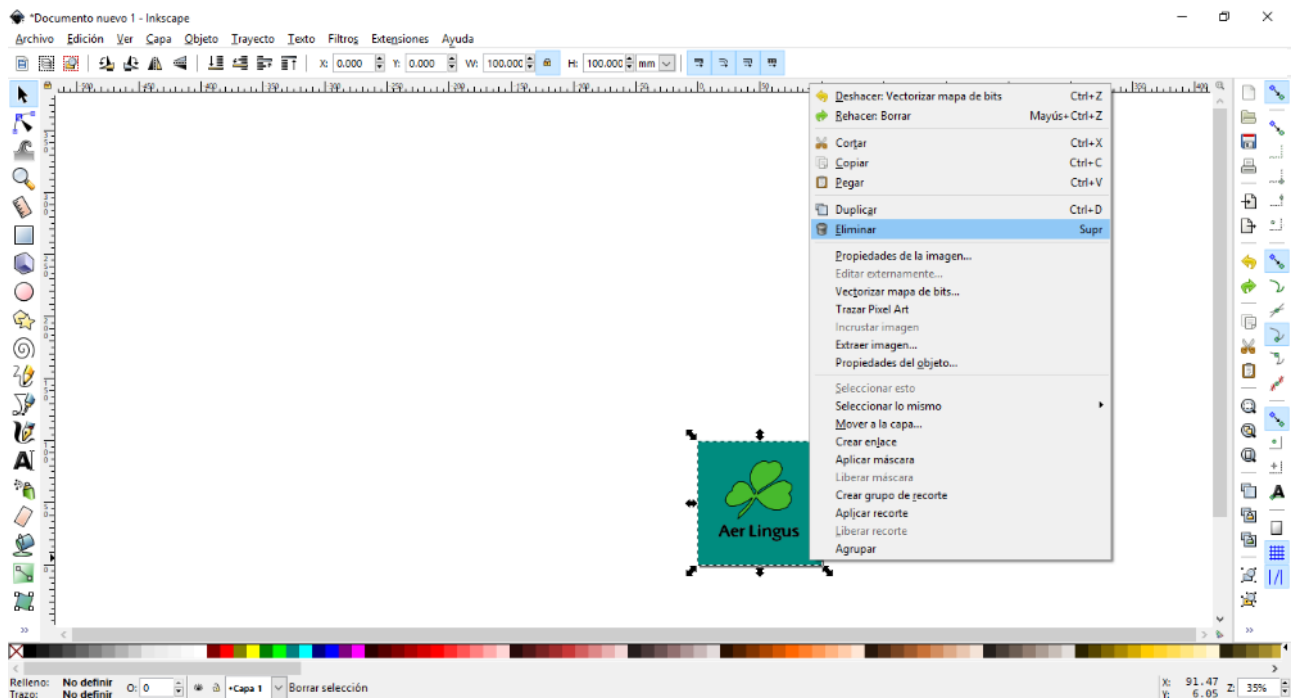 *Documento nuevo 1 - Inkscape
Archivo Edición Ver Capa Objeto Trayecto Texto Filtros Extensiones Ayuda
X: 0.000 Y: 0.000 W: 100.000 H: 100.000 mm
Deshacer: Vectorizar mapa de bits Ctrl+Z
Rehacer: Borrar Mayús+Ctrl+Z
Cortar Ctrl+X
Copiar Ctrl+C
Pegar Ctrl+V
Duplicar Ctrl+D
Eliminar Supr
Propiedades de la imagen...
Editar externamente...
Vectorizar mapa de bits...
Trazar Pixel Art
Incrustar imagen
Extraer imagen...
Propiedades del objeto...
Seleccionar esto
Seleccionar lo mismo
Mover a la capa...
Crear enlace
Aplicar máscara
Liberar máscara
Crear grupo de recorte
Aplicar recorte
Liberar recorte
Agrupar
Aer Lingus
Relleno: No definir
Trazo: No definir
O: 0
+Capa 1
Borrar selección
X: 91.47
Y: 6.05
Z: 35%